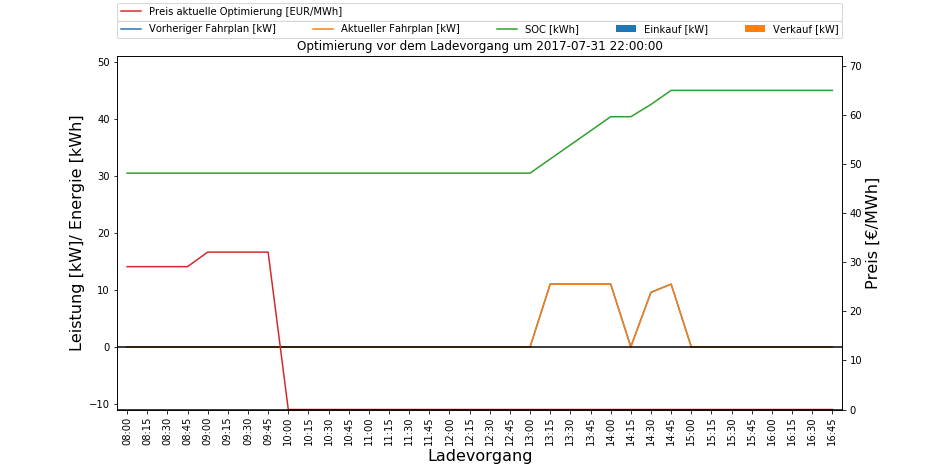 Preis aktuelle Optimierung [EUR/MWh]
Vorheriger Fahrplan [kW] Aktueller Fahrplan [kW] SOC [kWh] Einkauf [kW] Verkauf [kW]
Optimierung vor dem Ladevorgang um 2017-07-31 22:00:00
Leistung [kW]/ Energie [kWh]
50
40
30
20
10
0
−10
70
60
50
40
30
20
10
0
Preis [€/MWh]
08:00 08:15 08:30 08:45 09:00 09:15 09:30 09:45 10:00 10:15 10:30 10:45 11:00 11:15 11:30 11:45 12:00 12:15 12:30 12:45 13:00 13:15 13:30 13:45 14:00 14:15 14:30 14:45 15:00 15:15 15:30 15:45 16:00 16:15 16:30 16:45
Ladevorgang